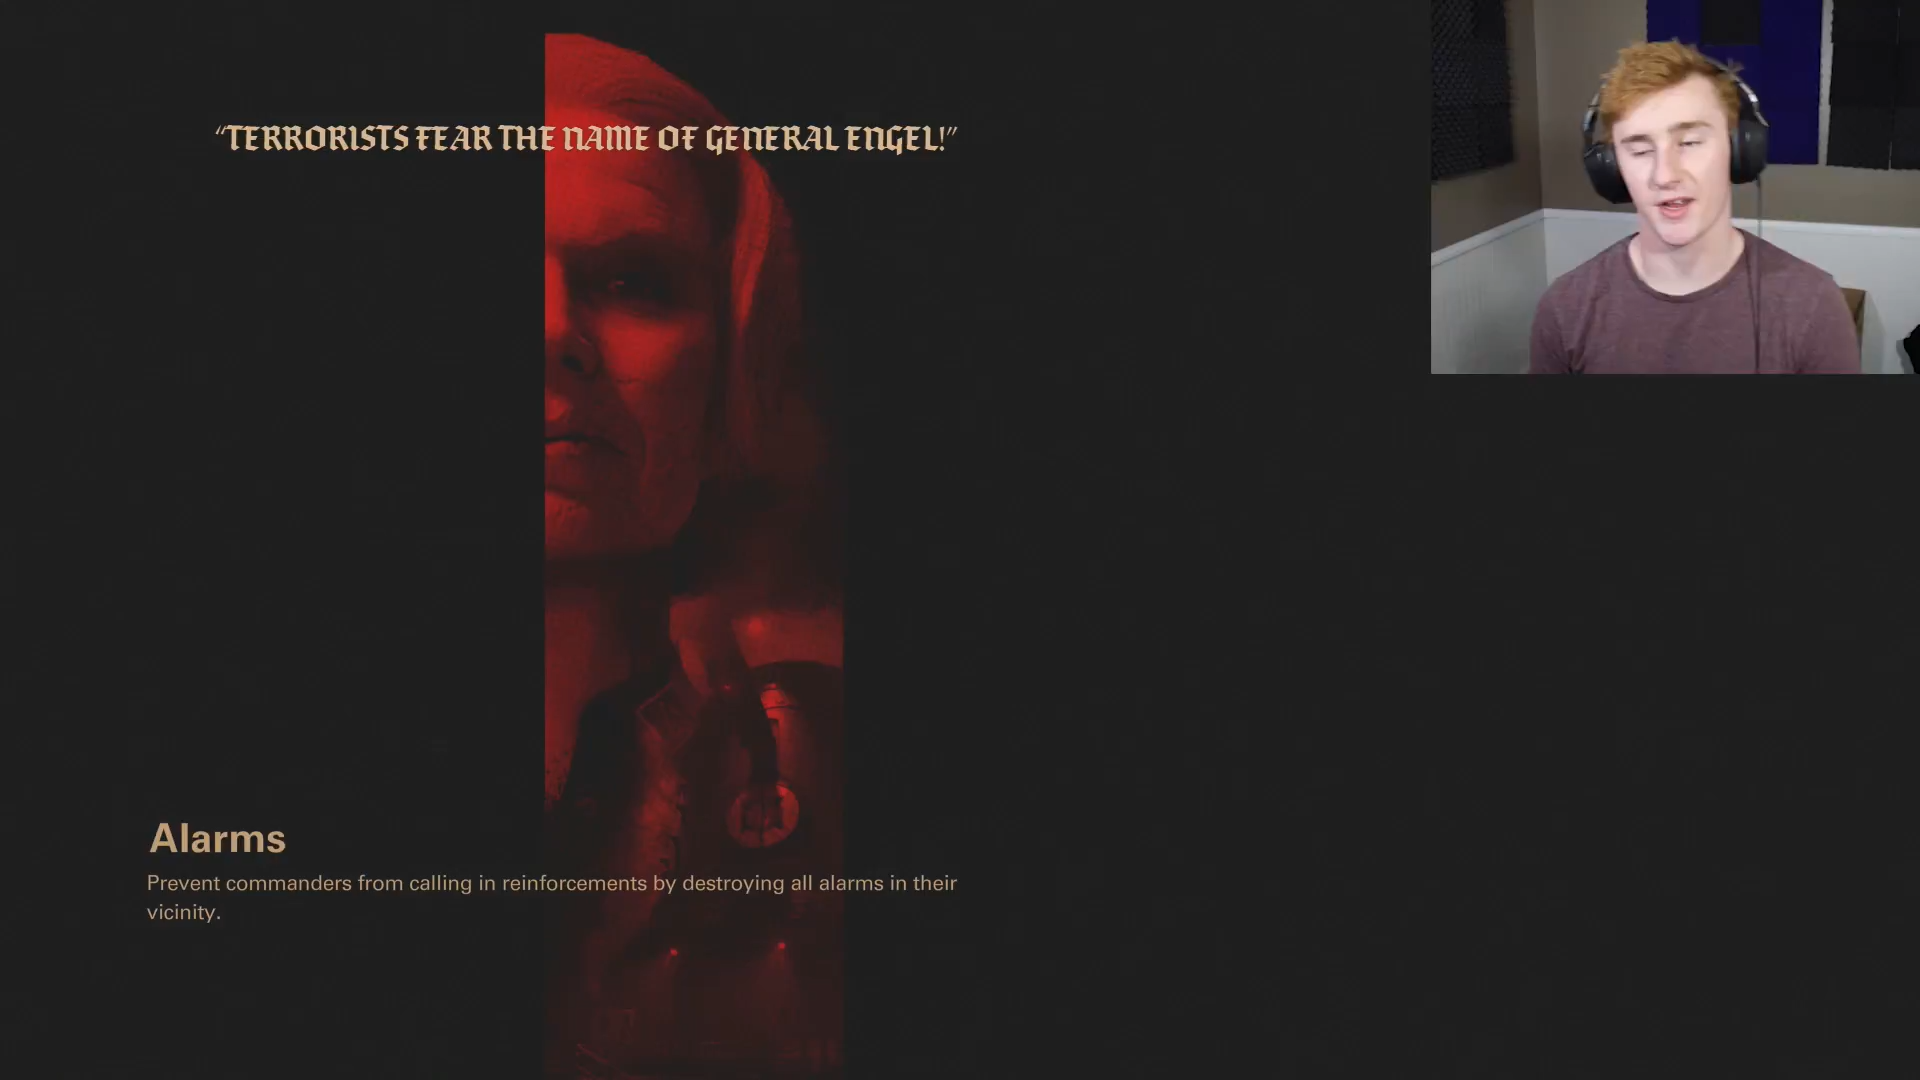 “TERRORISTS FEAR THE NAME OF GENERAL ENGEL!”
Alarms
Prevent commanders from calling in reinforcements by destroying all alarms in their
vicinity.